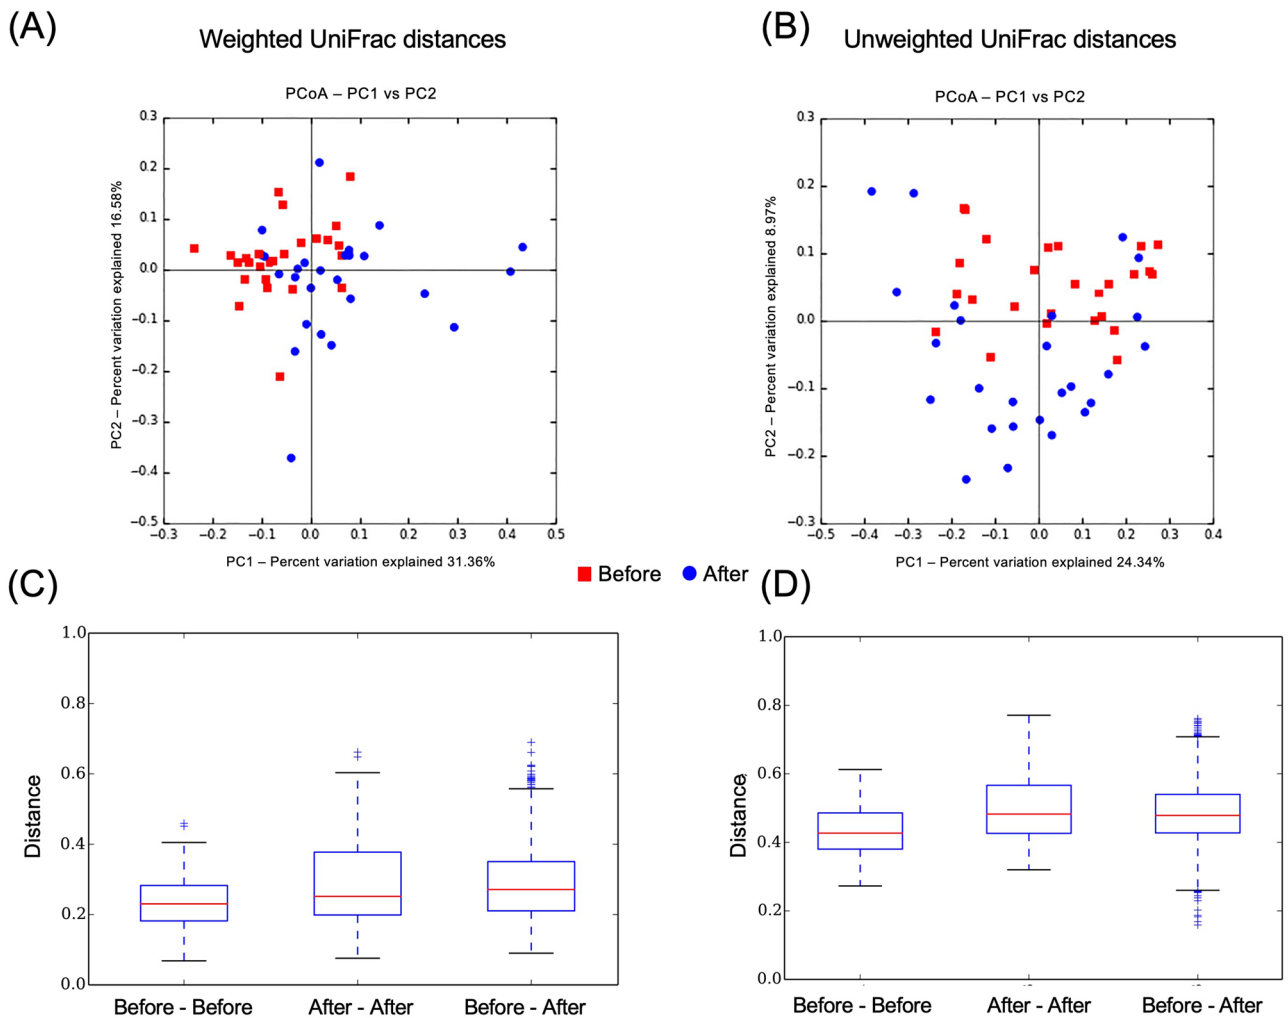 (A)
Weighted UniFrac distances
PCoA – PC1 vs PC2
0.3
0.2
0.1
0.0
−0.1
−0.2
−0.3
−0.4
−0.5
PC2 – Percent variation explained 16.58%
−0.3 −0.2 −0.1 0.0 0.1 0.2 0.3 0.4 0.5
PC1 – Percent variation explained 31.36%
(B)
Unweighted UniFrac distances
PCoA – PC1 vs PC2
0.3
0.2
0.1
0.0
−0.1
−0.2
−0.3
PC2 – Percent variation explained 8.97%
−0.5 −0.4 −0.3 −0.2 −0.1 0.0 0.1 0.2 0.3 0.4
PC1 – Percent variation explained 24.34%
Before After
(C)
1.0
0.8
0.6
0.4
0.2
0.0
Distance
Before - Before After - After Before - After
(D)
1.0
0.8
0.6
0.4
0.2
0.0
Distance
Before - Before After - After Before - After